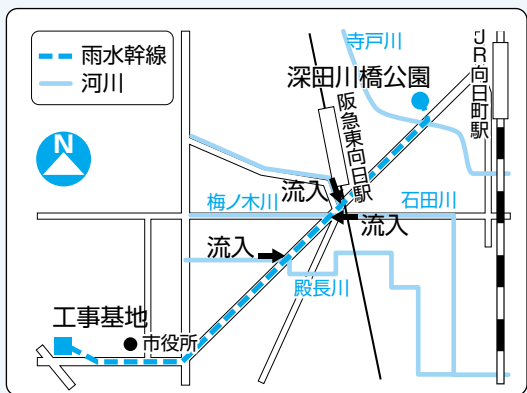 雨水幹線
河川
N
寺戸川
JR向日町駅
深田川橋公園
阪急東向日駅
流入
梅ノ木川
石田川
流入
流入
殿長川
工事基地
市役所